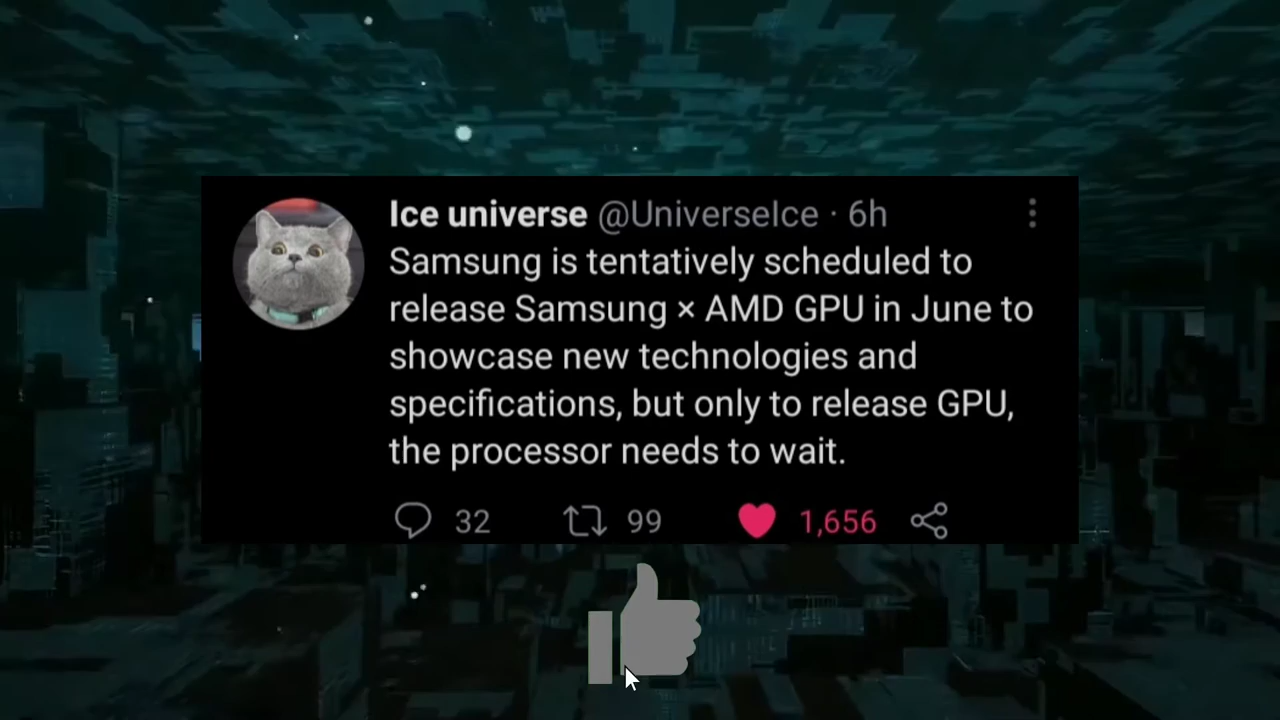 Ice universe @UniverseIce · 6h
Samsung is tentatively scheduled to
release Samsung × AMD GPU in June to
showcase new technologies and
specifications, but only to release GPU,
the processor needs to wait.
32 99 1,656